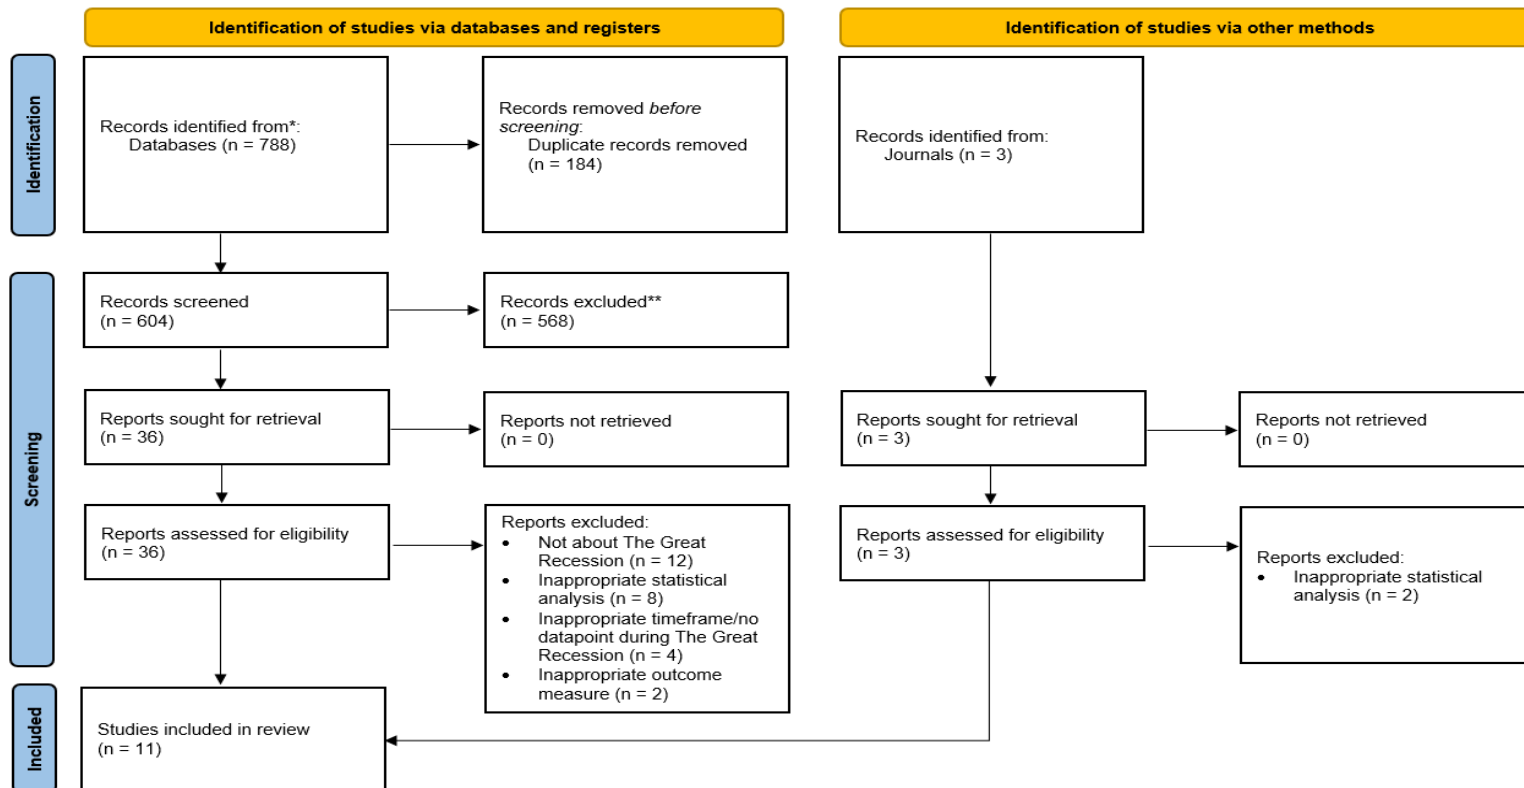 Identification of studies via databases and registers
Identification of studies via other methods
Identification
Records identified from*:
Databases (n = 788)
Records removed before
screening:
Duplicate records removed
(n = 184)
Records identified from:
Journals (n = 3)
Screening
Records screened
(n = 604)
Records excluded**
(n = 568)
Reports sought for retrieval
(n = 36)
Reports not retrieved
(n = 0)
Reports sought for retrieval
(n = 3)
Reports not retrieved
(n = 0)
Reports assessed for eligibility
(n = 36)
Reports excluded:
• Not about The Great
Recession (n = 12)
• Inappropriate statistical
analysis (n = 8)
• Inappropriate timeframe/no
datapoint during The Great
Recession (n = 4)
• Inappropriate outcome
measure (n = 2)
Reports assessed for eligibility
(n = 3)
Reports excluded:
• Inappropriate statistical
analysis (n = 2)
Included
Studies included in review
(n = 11)